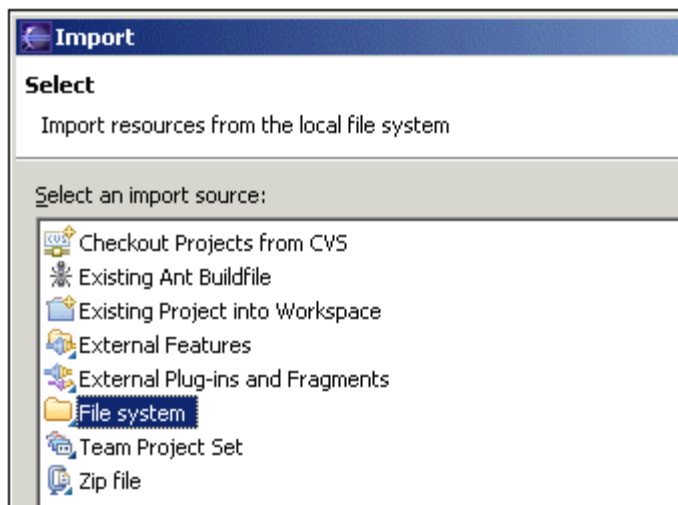 Import
Select
Import resources from the local file system
Select an import source:
CVS
Checkout Projects from CVS
Existing Ant Buildfile
Existing Project into Workspace
External Features
External Plug-ins and Fragments
File system
Team Project Set
Zip file